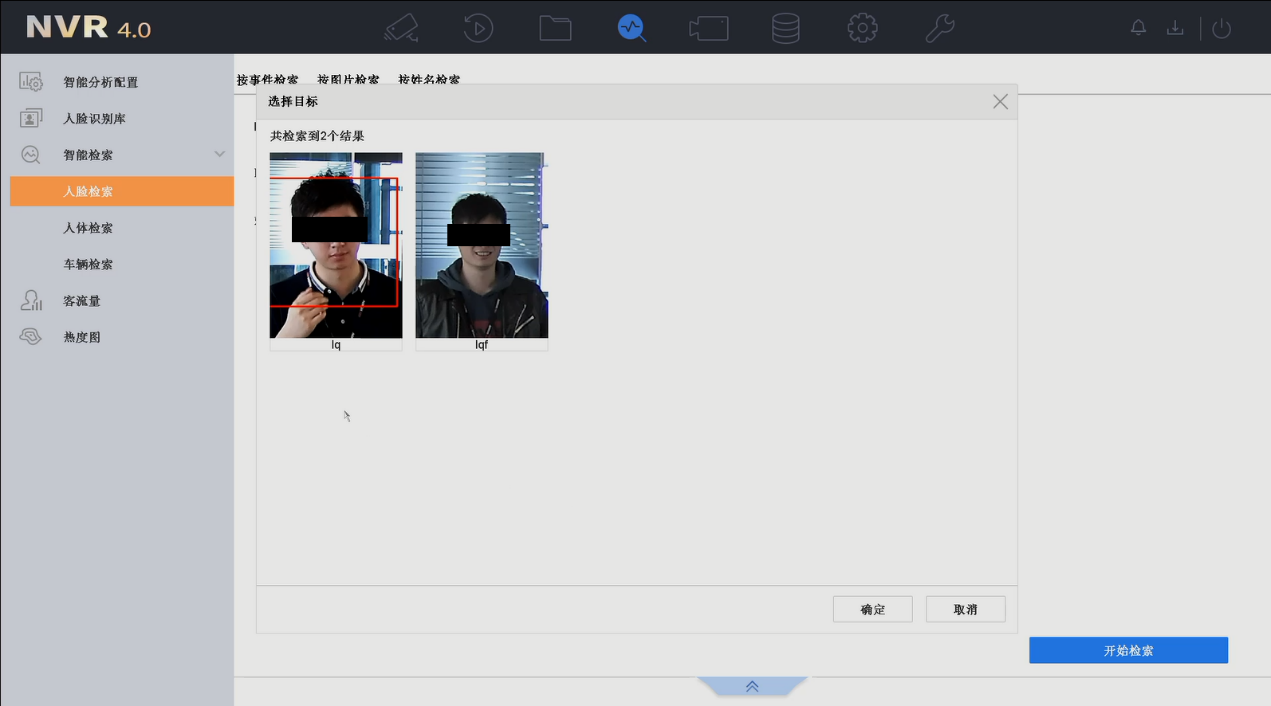 NVR 4.0
智能分析配置
人脸识别库
智能检索
人脸检索
人体检索
车辆检索
客流量
热度图
按事件检索 按图片检索 按姓名检索
选择目标
共检索到2个结果
lq
lqf
确定
取消
开始检索